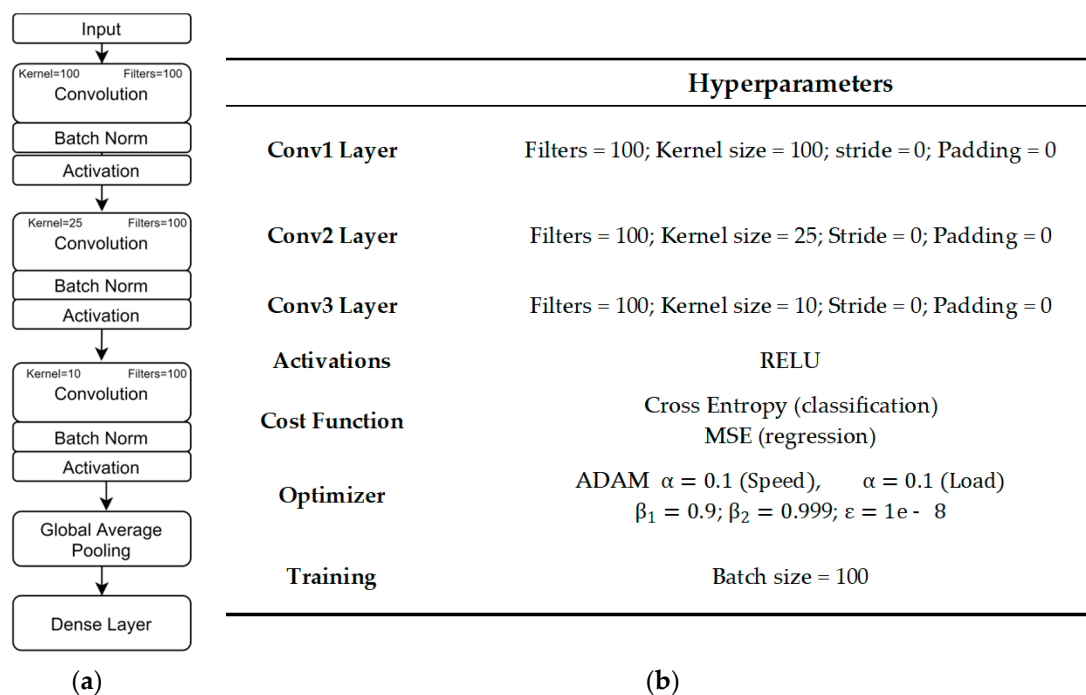 Input
Kernel=100 Filters=100
Convolution
Batch Norm
Activation
Kernel=25 Filters=100
Convolution
Batch Norm
Activation
Kernel=10 Filters=100
Convolution
Batch Norm
Activation
Global Average
Pooling
Dense Layer
(a)
Hyperparameters
Conv1 Layer Filters = 100; Kernel size = 100; stride = 0; Padding = 0
Conv2 Layer Filters = 100; Kernel size = 25; Stride = 0; Padding = 0
Conv3 Layer Filters = 100; Kernel size = 10; Stride = 0; Padding = 0
Activations RELU
Cost Function Cross Entropy (classification)
MSE (regression)
Optimizer ADAM α = 0.1 (Speed), α = 0.1 (Load)
β₁ = 0.9; β₂ = 0.999; ε = 1e - 8
Training Batch size = 100
(b)